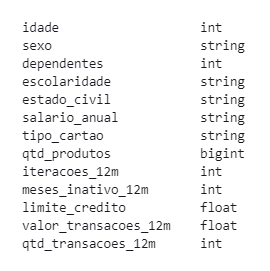 idade int
sexo string
dependentes int
escolaridade string
estado_civil string
salario_anual string
tipo_cartao string
qtd_produtos bigint
iteracoes_12m int
meses_inativo_12m int
limite_credito float
valor_transacoes_12m float
qtd_transacoes_12m int